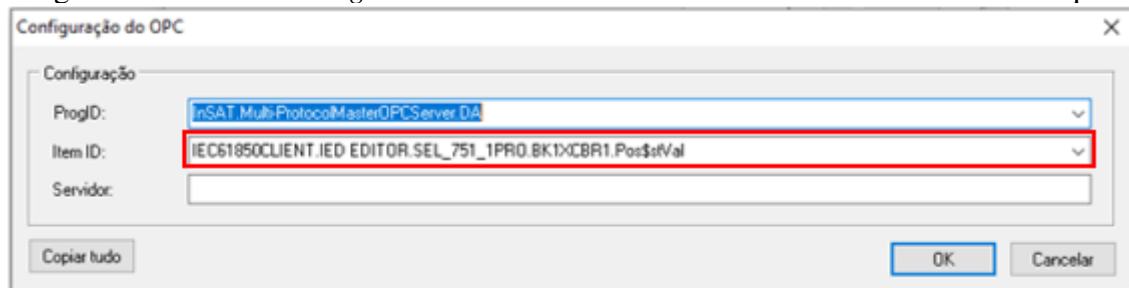 Configuração do OPC
Configuração
ProgID: InSAT.Multi-ProtocolMasterOPCServer.DA
Item ID: IEC61850CLIENT.IED EDITOR.SEL_751_1PRO.BK1XCBR1.Pos$stVal
Servidor:
Copiar tudo OK Cancelar